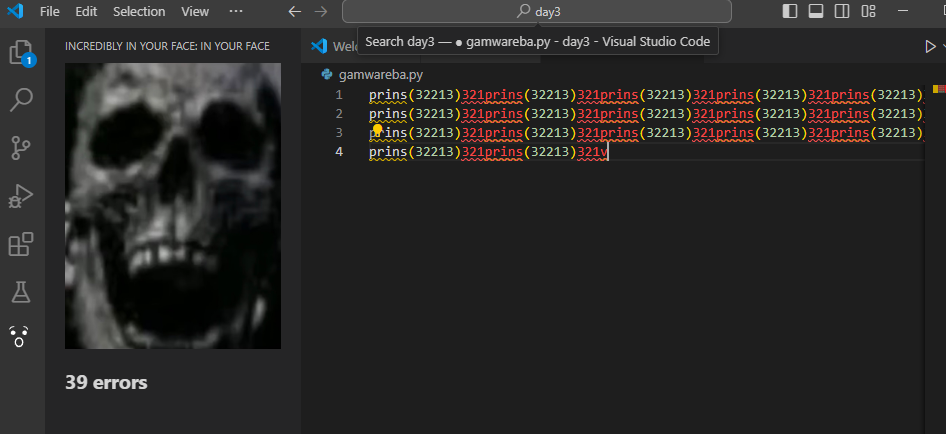 File Edit Selection View ··· day3
Search day3 — ● gamwareba.py - day3 - Visual Studio Code
INCREDIBLY IN YOUR FACE: IN YOUR FACE
1
39 errors
gamwareba.py
1 prins(32213)321prins(32213)321prins(32213)321prins(32213)321prins(32213)
2 prins(32213)321prins(32213)321prins(32213)321prins(32213)321prins(32213)
3 prins(32213)321prins(32213)321prins(32213)321prins(32213)321prins(32213)
4 prins(32213)321prins(32213)321v